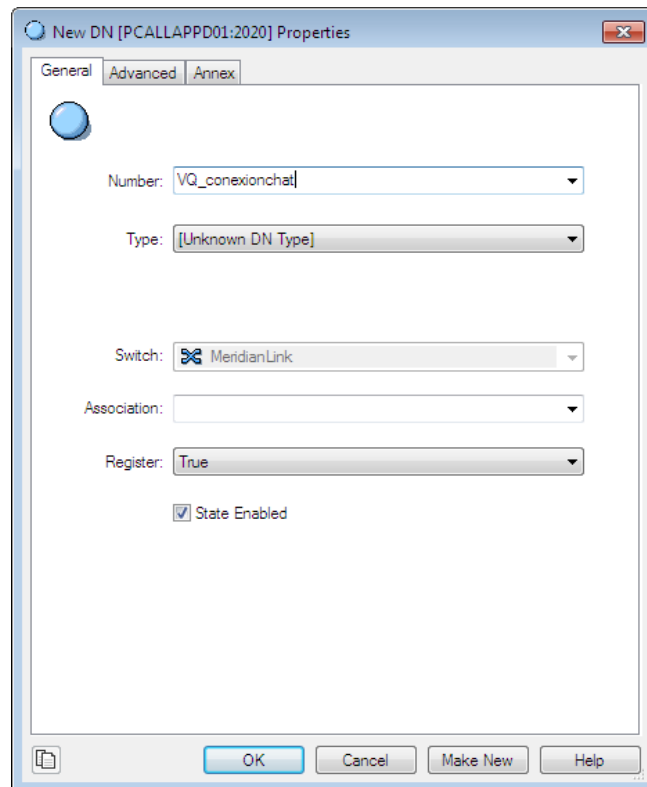 New DN [PCALLAPPD01:2020] Properties
General Advanced Annex
Number: VQ_conexionchat
Type: [Unknown DN Type]
Switch: MeridianLink
Association:
Register: True
State Enabled
OK Cancel Make New Help